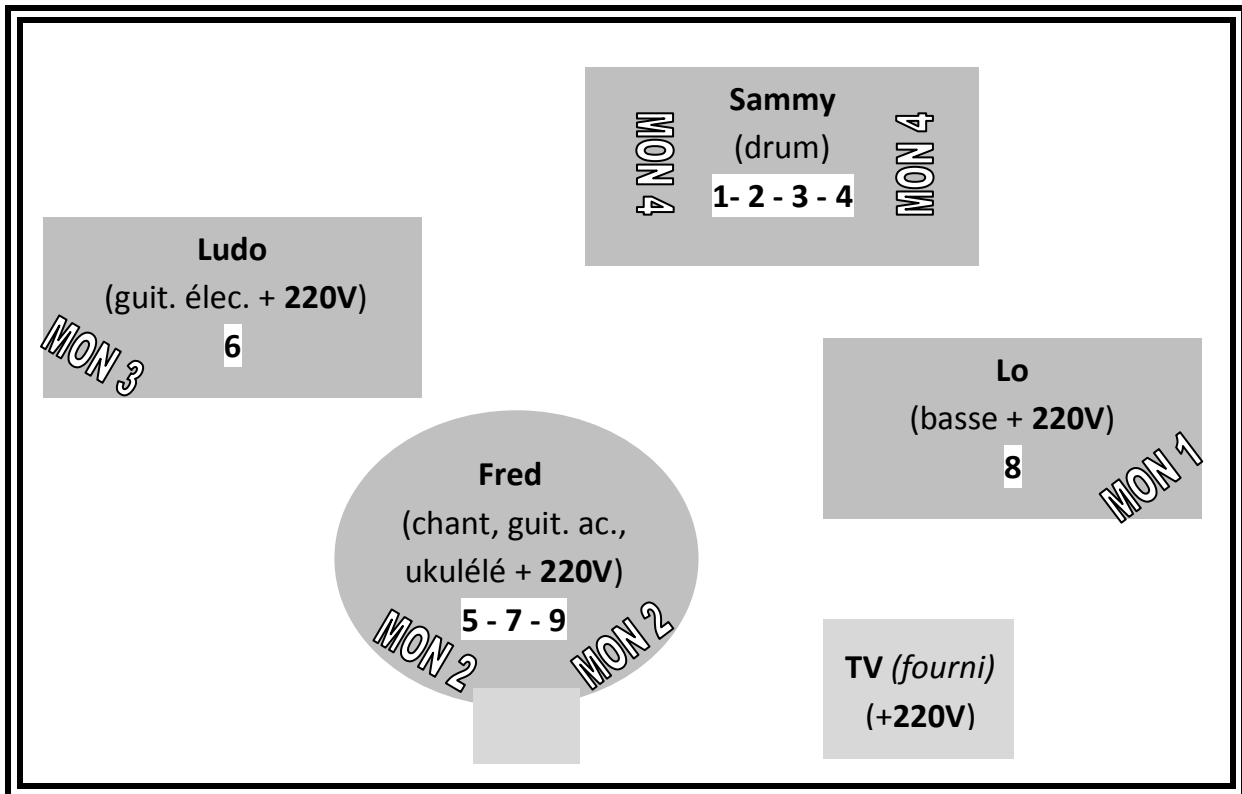 Sammy
(drum)
1- 2 - 3 - 4
MON 4
MON 4
Ludo
(guit. élec. + 220V)
6
MON 3
Lo
(basse + 220V)
8
MON 1
Fred
(chant, guit. ac.,
ukulélé + 220V)
5 - 7 - 9
MON 2
MON 2
TV (fourni)
(+220V)